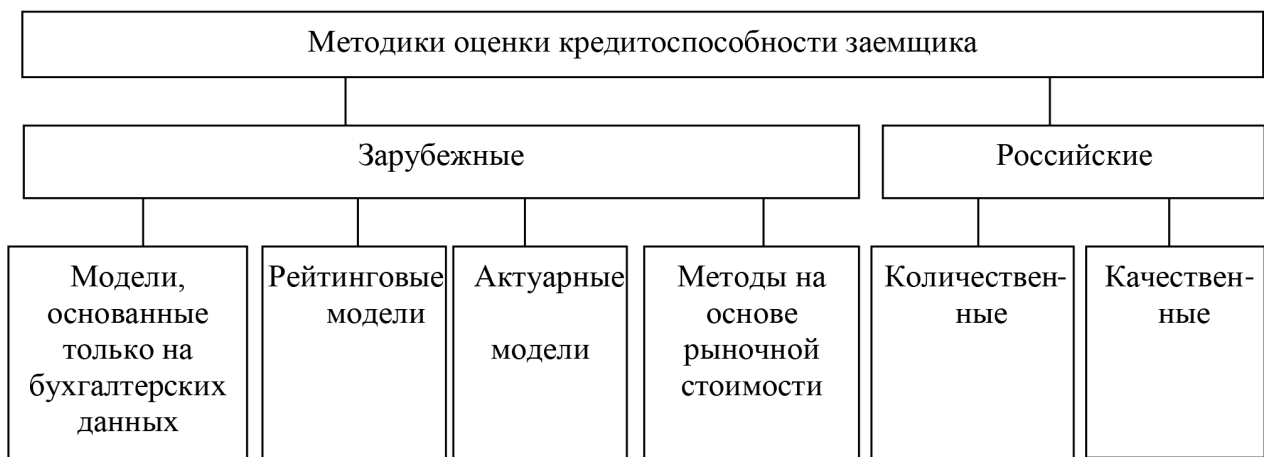 Методики оценки кредитоспособности заемщика
Зарубежные
Российские
Модели,
основанные
только на
бухгалтерских
данных
Рейтинговые
модели
Актуарные
модели
Методы на
основе
рыночной
стоимости
Количествен-
ные
Качествен-
ные